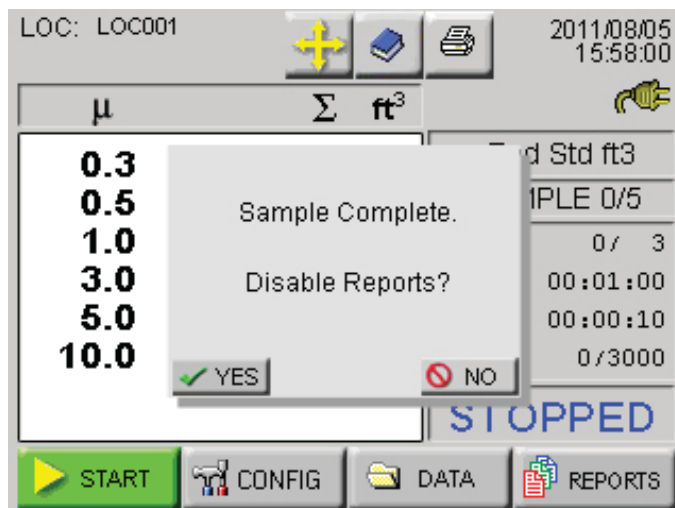 LOC: LOC001
2011/08/05
15:58:00
μ Σ ft³
0.3
0.5
1.0
3.0
5.0
10.0
Std ft3
0/5
0/ 3
00:01:00
00:00:10
0/3000
STOPPED
Sample Complete.
Disable Reports?
YES NO
START CONFIG DATA REPORTS